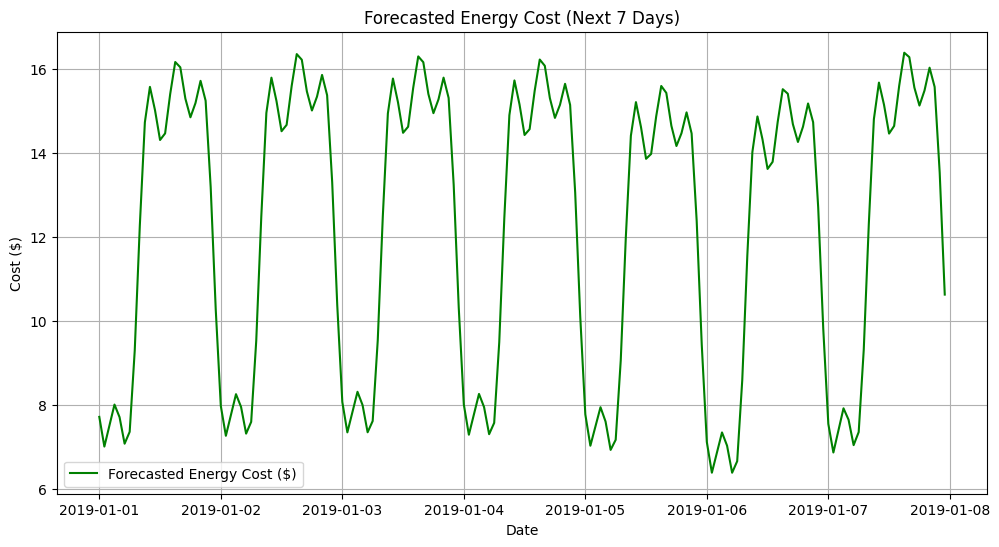 Forecasted Energy Cost (Next 7 Days)
Cost ($)
16
14
12
10
8
6
Forecasted Energy Cost ($)
2019-01-01 2019-01-02 2019-01-03 2019-01-04 2019-01-05 2019-01-06 2019-01-07 2019-01-08
Date